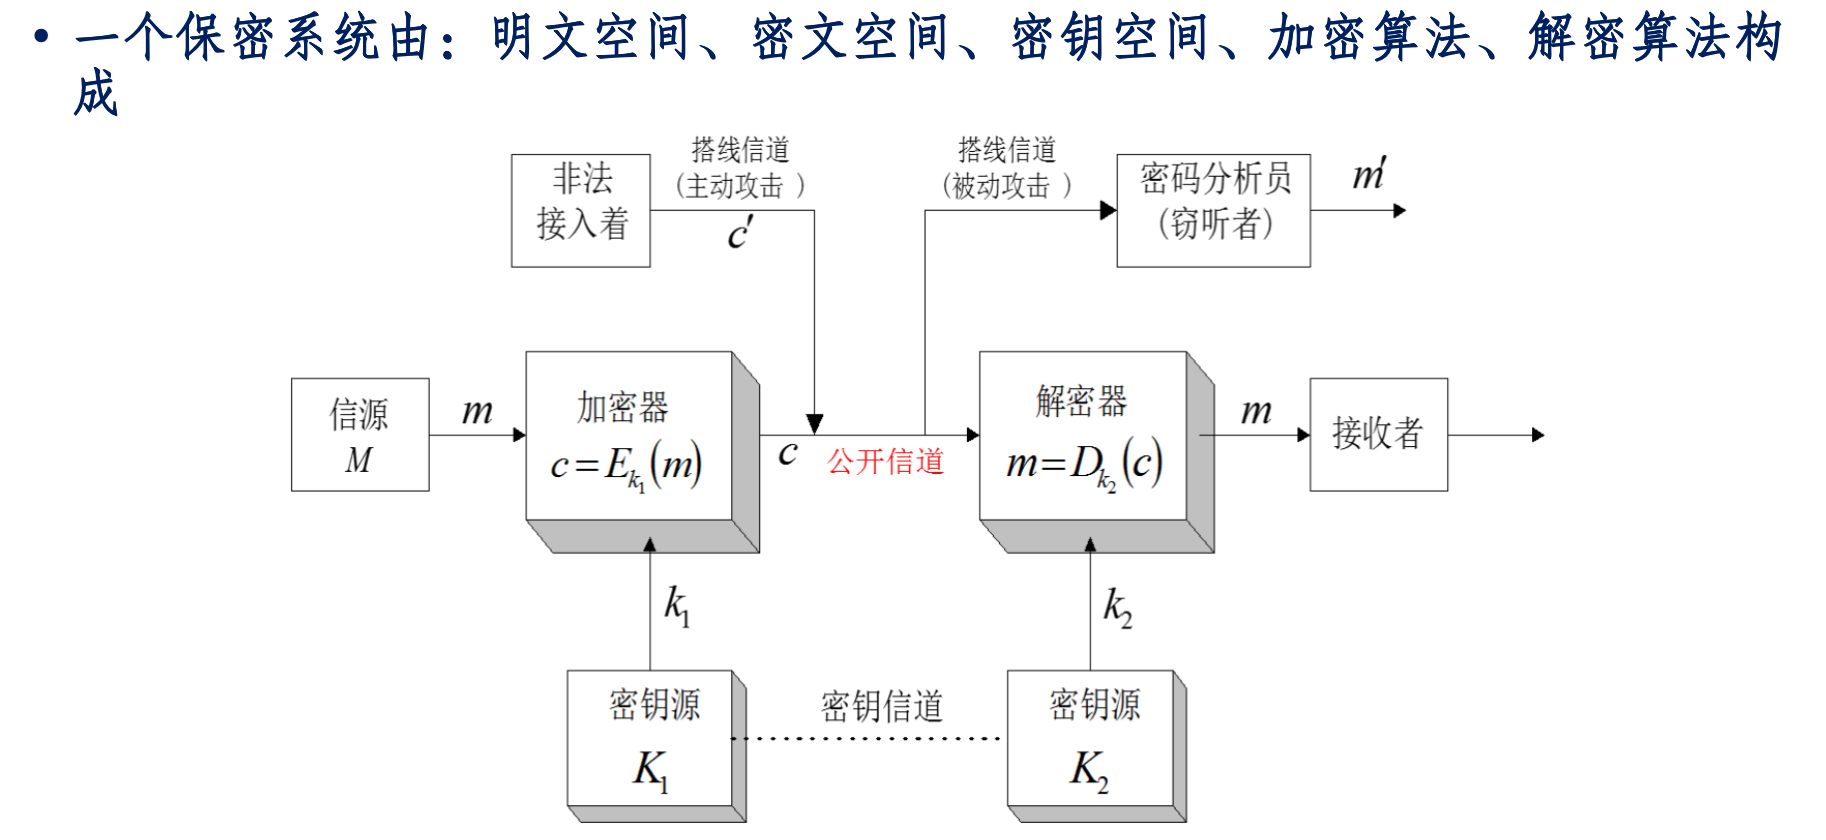 • 一个保密系统由：明文空间、密文空间、密钥空间、加密算法、解密算法构
成
搭线信道
(主动攻击 )
搭线信道
(被动攻击 )
非法
接入着
c′
密码分析员
(窃听者)
m′
信源
M
m
加密器
c=E_{k_1}(m)
c
公开信道
解密器
m=D_{k_2}(c)
m
接收者
k_1
k_2
密钥源
K_1
密钥信道
密钥源
K_2